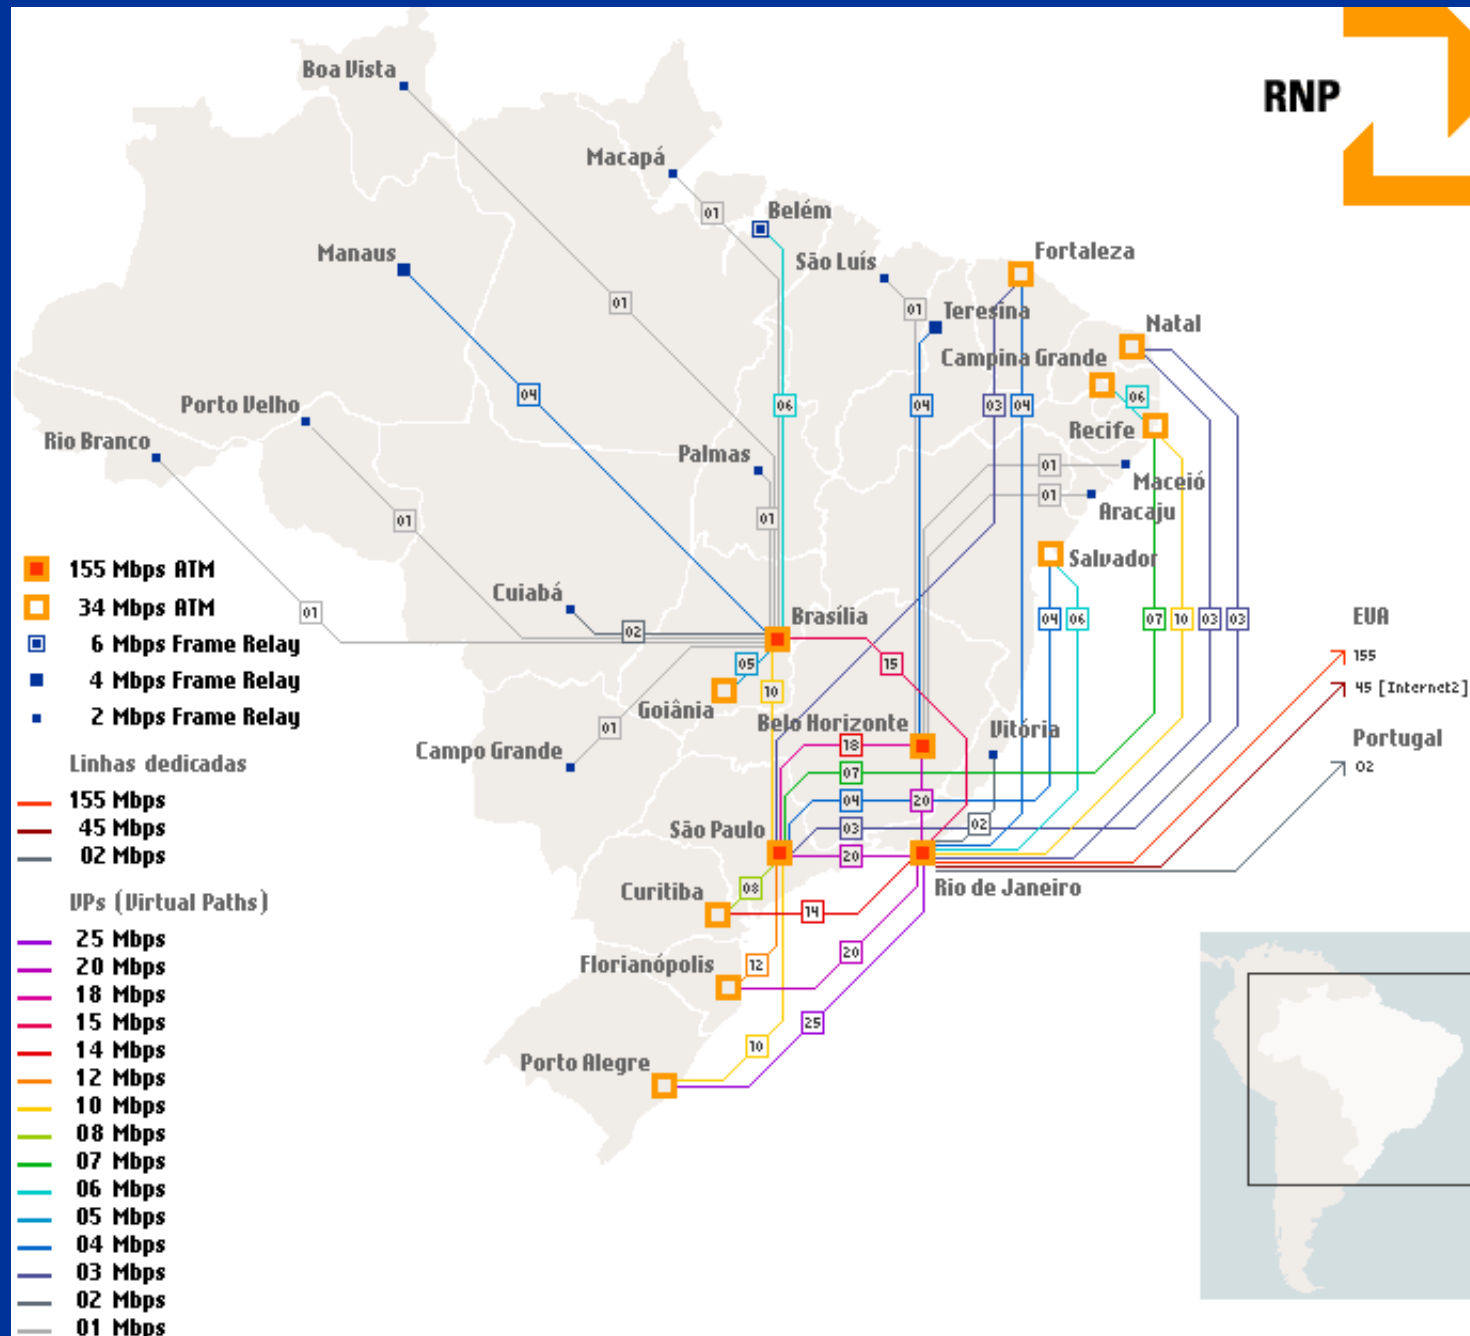 RNP
Boa Vista
Macapá
01
Belém
Manaus
São Luís
Fortaleza
01
01
Teresina
Natal
Campina Grande
04
06
04
03
04
06
Porto Velho
Recife
Rio Branco
Palmas
01
Maceió
01
Aracaju
01
01
Salvador
155 Mbps ATM
34 Mbps ATM
6 Mbps Frame Relay
4 Mbps Frame Relay
2 Mbps Frame Relay
Cuiabá
01
02
Brasília
04
06
07
10
03
03
EUA
155
45 [Internet2]
Portugal
02
05
15
10
Goiânia
01
Belo Horizonte
Vitória
Campo Grande
18
07
04
20
03
02
São Paulo
20
Rio de Janeiro
Linhas dedicadas
155 Mbps
45 Mbps
02 Mbps
Curitiba
08
14
Florianópolis
12
20
25
10
Porto Alegre
VPs (Virtual Paths)
25 Mbps
20 Mbps
18 Mbps
15 Mbps
14 Mbps
12 Mbps
10 Mbps
08 Mbps
07 Mbps
06 Mbps
05 Mbps
04 Mbps
03 Mbps
02 Mbps
01 Mbps